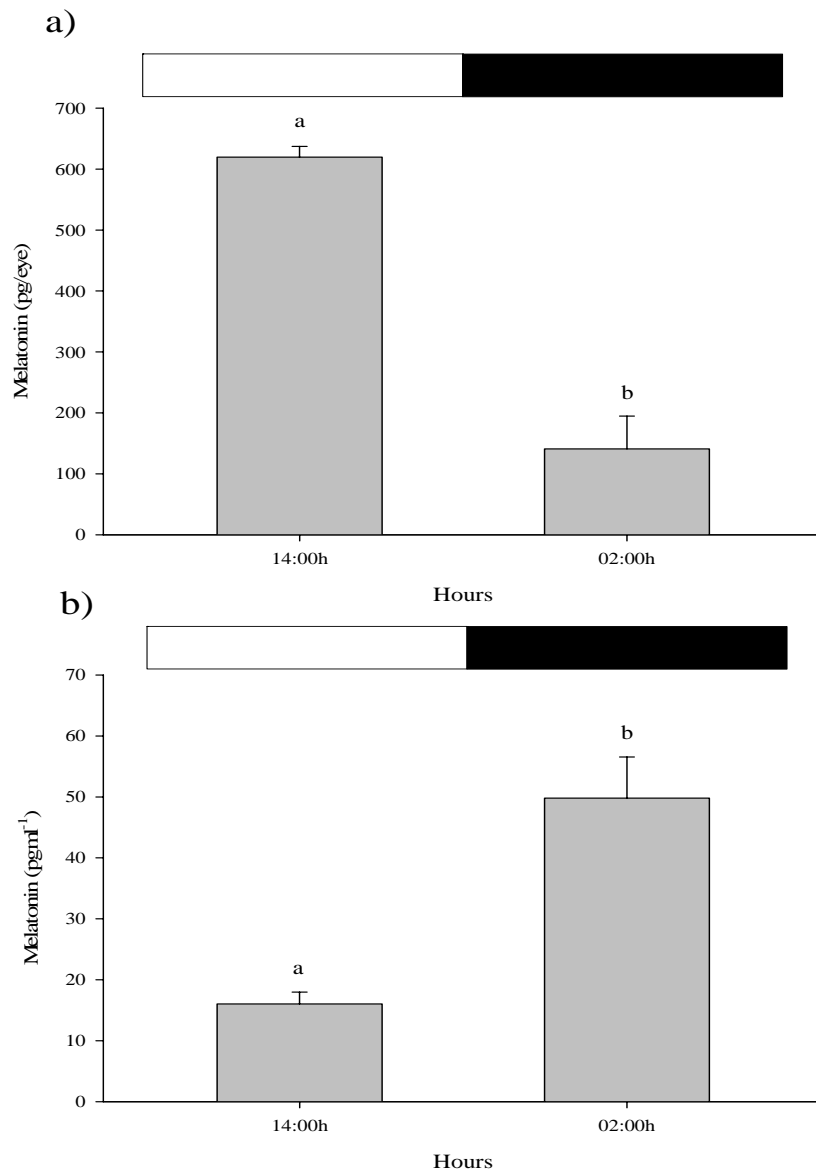 a)
700
600
500
400
300
200
100
0
Melatonin (pg/eye)
a
b
14:00h
02:00h
Hours
b)
70
60
50
40
30
20
10
0
Melatonin (pgml⁻¹)
a
b
14:00h
02:00h
Hours